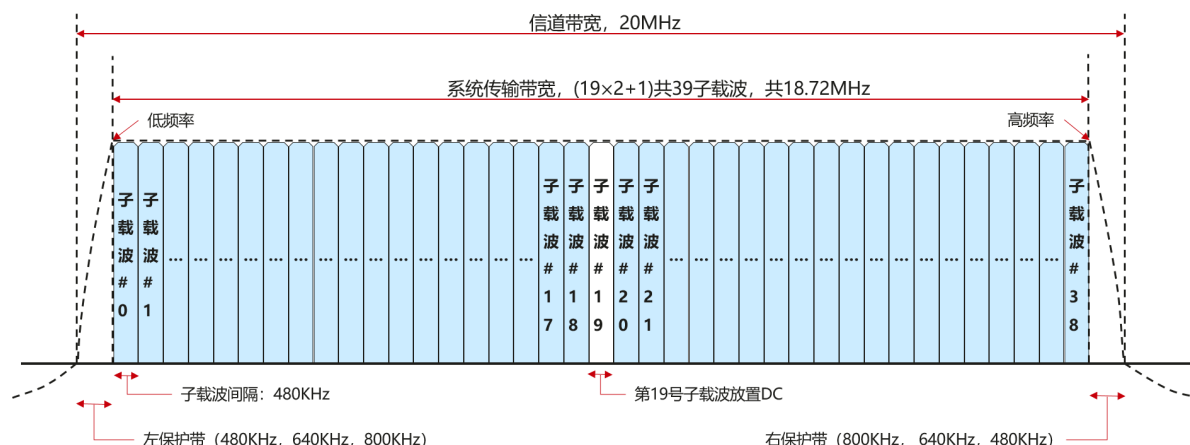 信道带宽，20MHz
系统传输带宽，(19×2+1)共39子载波，共18.72MHz
低频率
高频率
子载波#0
子载波#1
... ... ... ... ... ... ... ... ... ... ... ... ... ... ...
子载波#17
子载波#18
子载波#19
子载波#20
子载波#21
... ... ... ... ... ... ... ... ... ... ... ... ... ... ... ...
子载波#38
子载波间隔：480KHz
第19号子载波放置DC
左保护带（480KHz，640KHz，800KHz）
右保护带（800KHz， 640KHz，480KHz）